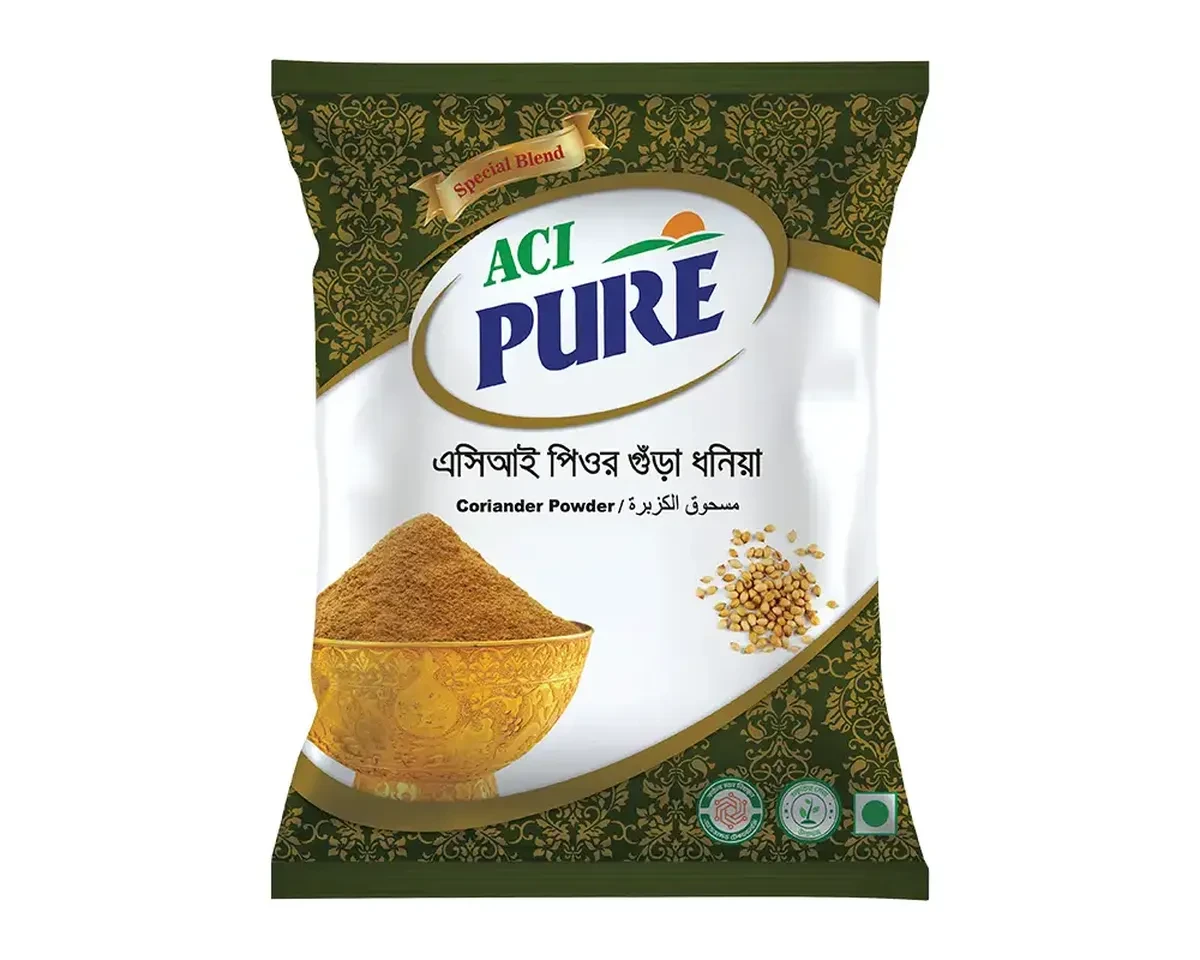 Special Blend
ACI
PURE
এসিআই পিওর গুঁড়া ধনিয়া
Coriander Powder / مسحوق الكزبرة